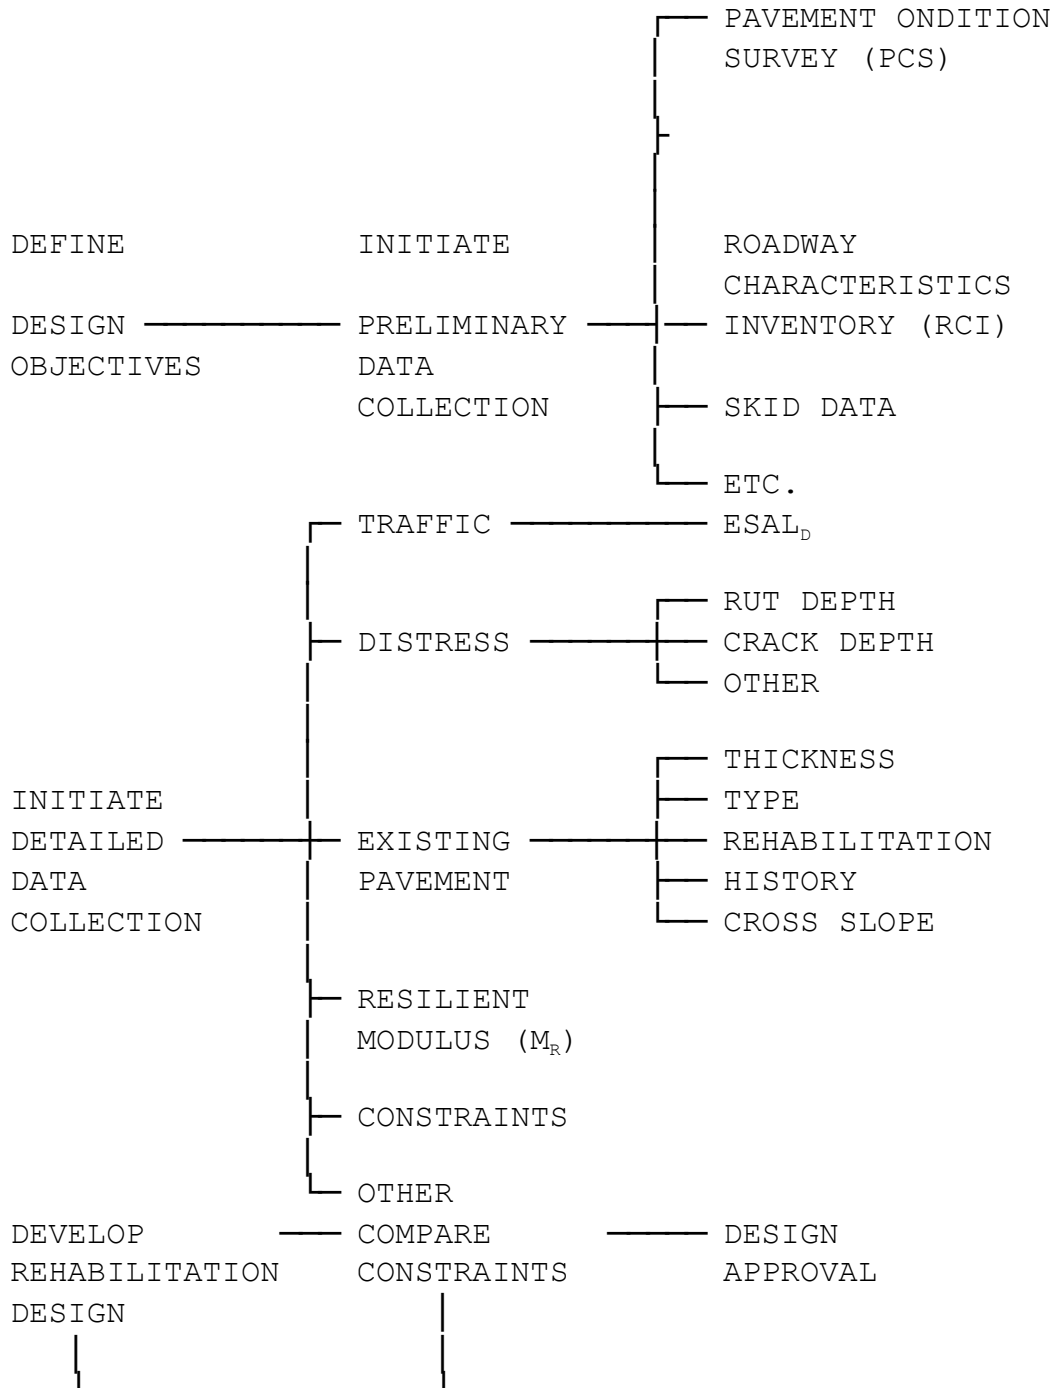 PAVEMENT ONDITION
SURVEY (PCS)
DEFINE
INITIATE
ROADWAY
CHARACTERISTICS
DESIGN
PRELIMINARY
INVENTORY (RCI)
OBJECTIVES
DATA
COLLECTION
SKID DATA
ETC.
TRAFFIC
ESAL_D
RUT DEPTH
DISTRESS
CRACK DEPTH
OTHER
THICKNESS
INITIATE
TYPE
DETAILED
EXISTING
REHABILITATION
DATA
PAVEMENT
HISTORY
COLLECTION
CROSS SLOPE
RESILIENT
MODULUS (M_R)
CONSTRAINTS
OTHER
DEVELOP
COMPARE
DESIGN
REHABILITATION
CONSTRAINTS
APPROVAL
DESIGN